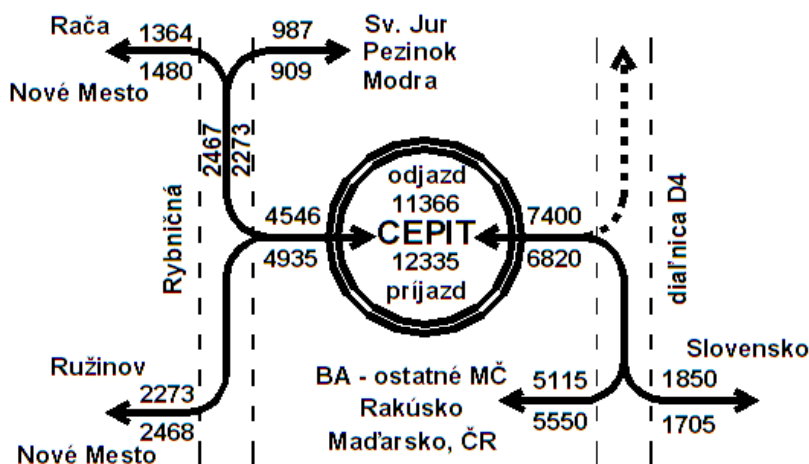 Rača
1364
1480
Nové Mesto
987
909
Sv. Jur
Pezinok
Modra
2467
2273
Rybničná
4546
4935
odjazd
11366
CEPIT
12335
príjazd
7400
6820
diaľnica D4
Ružinov
2273
2468
Nové Mesto
BA - ostatné MČ
Rakúsko
Maďarsko, ČR
5115
5550
Slovensko
1850
1705